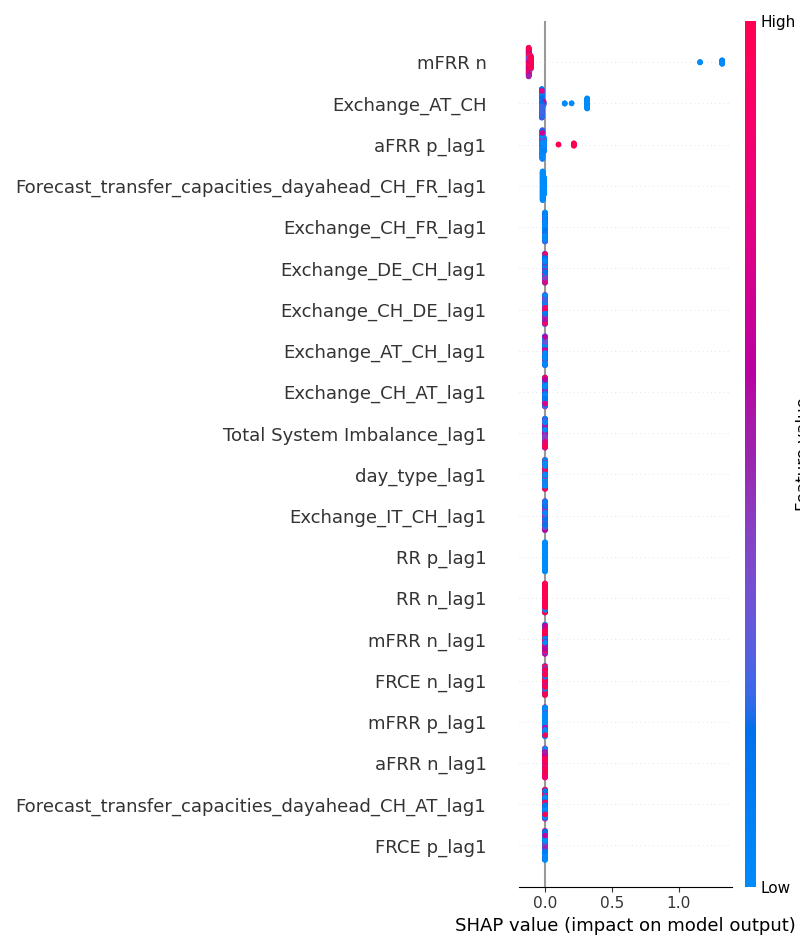 High
mFRR n
Exchange_AT_CH
aFRR p_lag1
Forecast_transfer_capacities_dayahead_CH_FR_lag1
Exchange_CH_FR_lag1
Exchange_DE_CH_lag1
Exchange_CH_DE_lag1
Exchange_AT_CH_lag1
Exchange_CH_AT_lag1
Total System Imbalance_lag1
day_type_lag1
Exchange_IT_CH_lag1
RR p_lag1
RR n_lag1
mFRR n_lag1
FRCE n_lag1
mFRR p_lag1
aFRR n_lag1
Forecast_transfer_capacities_dayahead_CH_AT_lag1
FRCE p_lag1
Low
0.0 0.5 1.0
SHAP value (impact on model output)